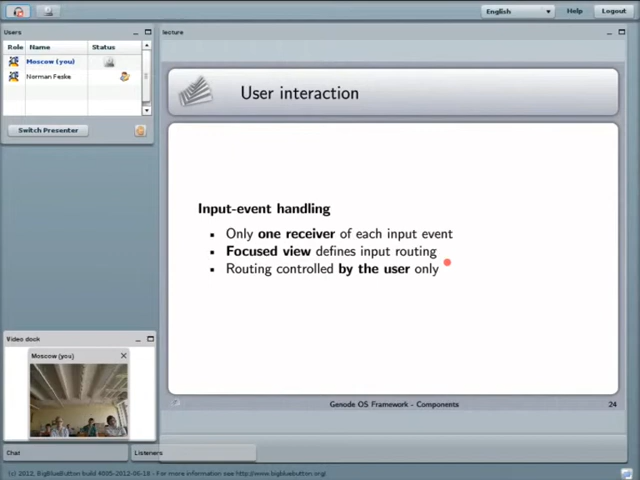 English
Help
Logout
Users
Role Name Status
Moscow (you)
Norman Feske
Switch Presenter
lecture
User interaction
Input-event handling
Only one receiver of each input event
Focused view defines input routing
Routing controlled by the user only
Genode OS Framework - Components
24
Video dock
Moscow (you)
Chat
Listeners
(c) 2012, BigBlueButton build 4005-2012-06-18 - For more information see http://www.bigbluebutton.org/